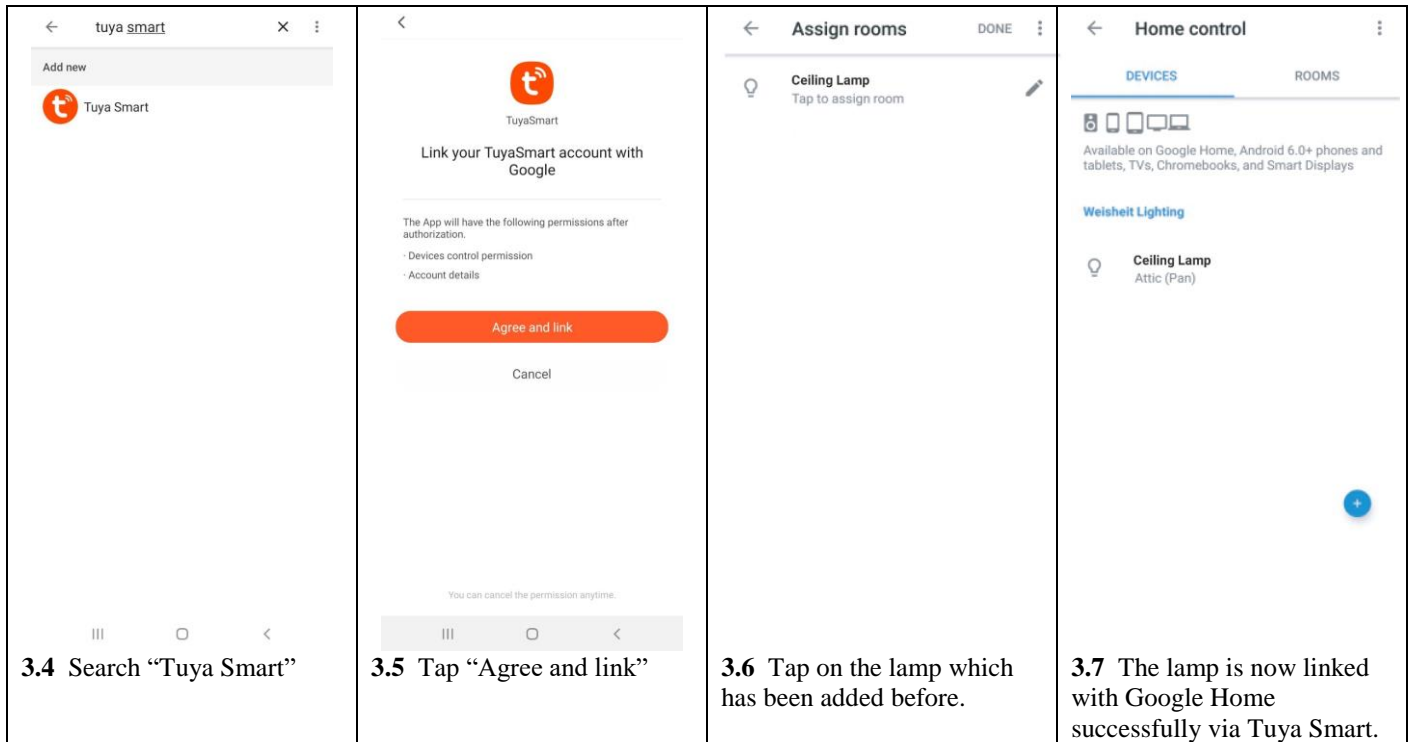 tuya smart
Add new
Tuya Smart
3.4 Search “Tuya Smart”
TuyaSmart
Link your TuyaSmart account with
Google
The App will have the following permissions after
authorization.
· Devices control permission
· Account details
Agree and link
Cancel
You can cancel the permission anytime.
3.5 Tap “Agree and link”
Assign rooms DONE
Ceiling Lamp
Tap to assign room
3.6 Tap on the lamp which
has been added before.
Home control
DEVICES ROOMS
Available on Google Home, Android 6.0+ phones and
tablets, TVs, Chromebooks, and Smart Displays
Weisheit Lighting
Ceiling Lamp
Attic (Pan)
3.7 The lamp is now linked
with Google Home
successfully via Tuya Smart.